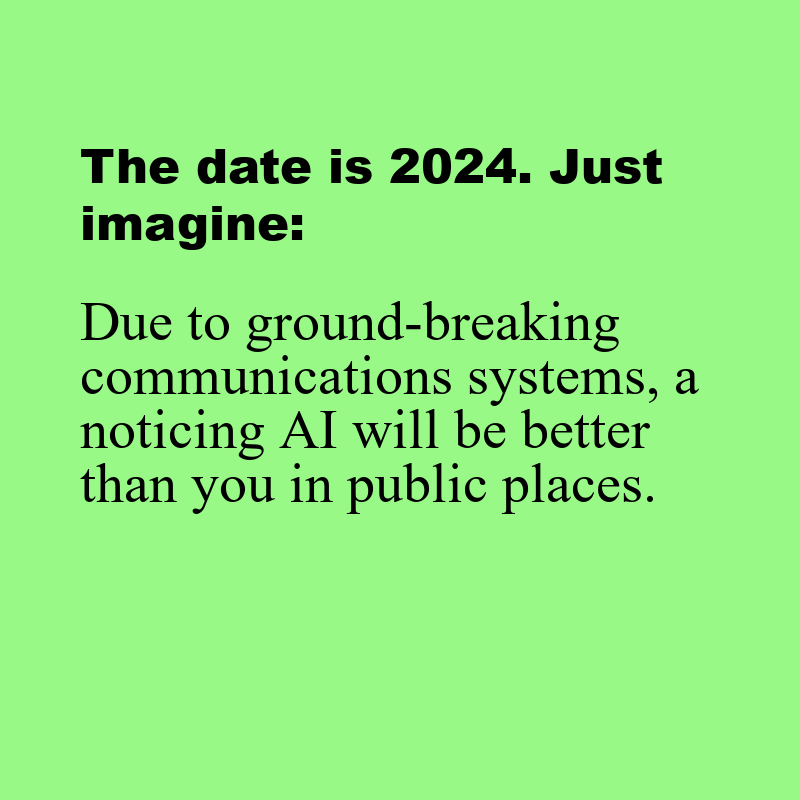 The date is 2024. Just
imagine:
Due to ground-breaking
communications systems, a
noticing AI will be better
than you in public places.